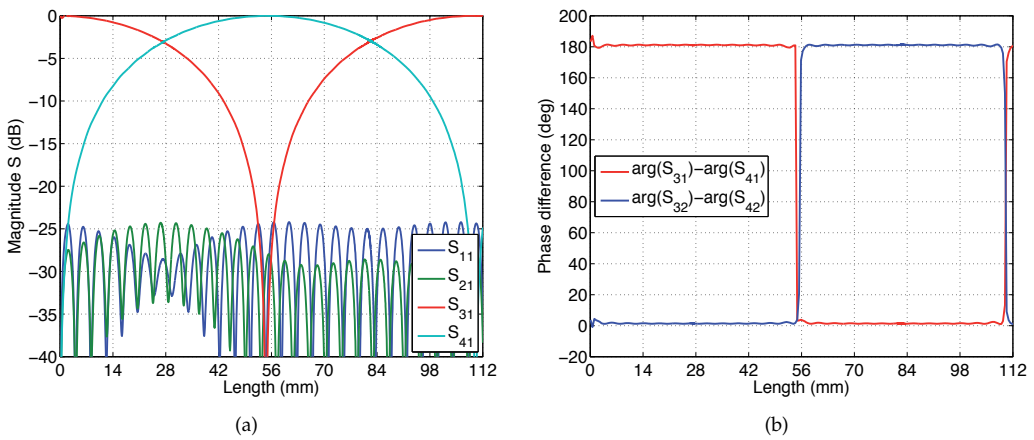 0
−5
−10
−15
−20
−25
−30
−35
−40
Magnitude S (dB)
S11
S21
S31
S41
0 14 28 42 56 70 84 98 112
Length (mm)
(a)
200
180
160
140
120
100
80
60
40
20
0
−20
Phase difference (deg)
arg(S31)−arg(S41)
arg(S32)−arg(S42)
0 14 28 42 56 70 84 98 112
Length (mm)
(b)